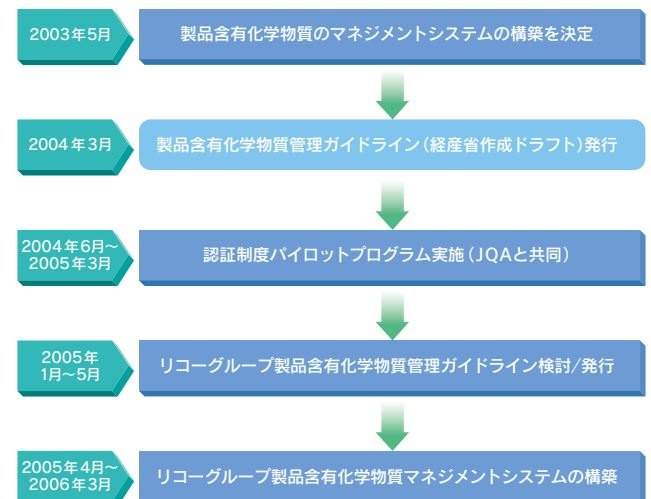 2003年5月
製品含有化学物質のマネジメントシステムの構築を決定
2004年3月
製品含有化学物質管理ガイドライン(経産省作成ドラフト)発行
2004年6月~
2005年3月
認証制度パイロットプログラム実施(JQAと共同)
2005年
1月~5月
リコーグループ製品含有化学物質管理ガイドライン検討/発行
2005年4月~
2006年3月
リコーグループ製品含有化学物質マネジメントシステムの構築